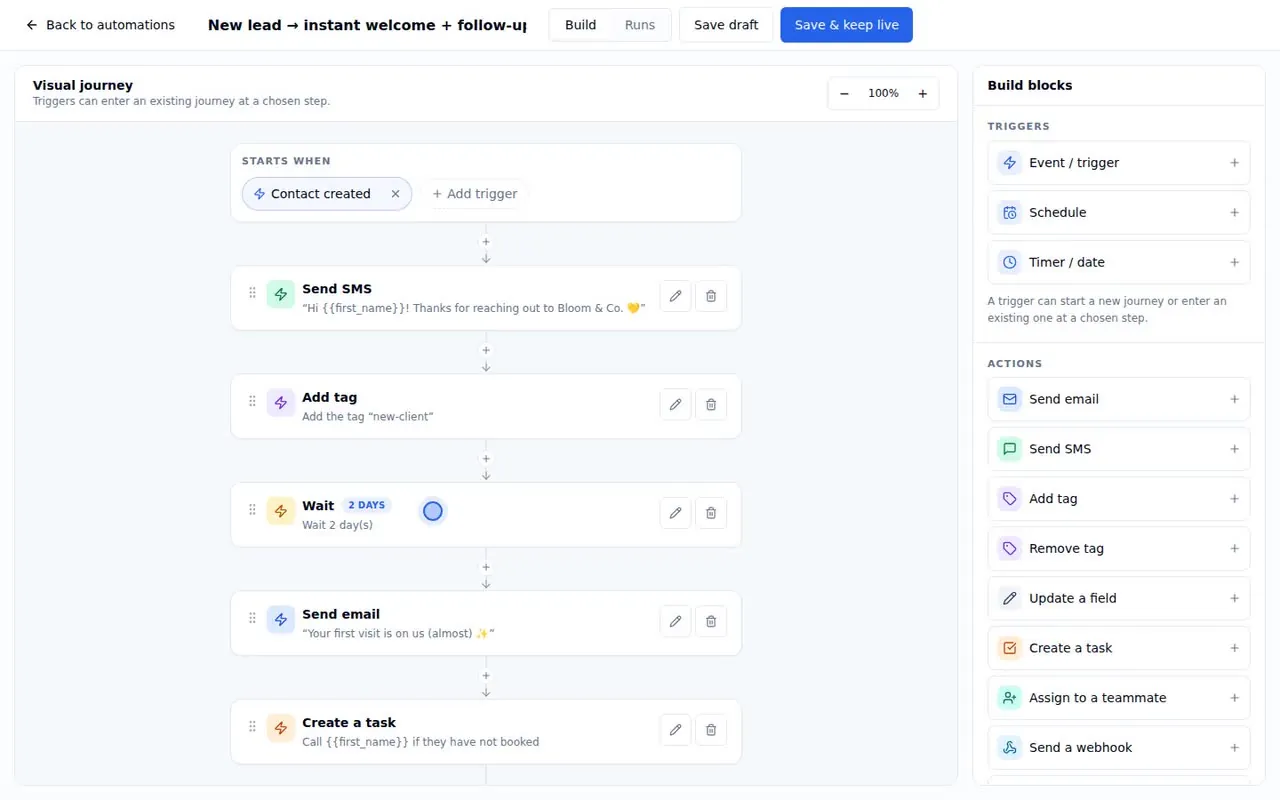 Back to automations
New lead → instant welcome + follow-up
Build
Runs
Save draft
Save & keep live
Visual journey
Triggers can enter an existing journey at a chosen step.
− 100% +
STARTS WHEN
Contact created ×
+ Add trigger
+
Send SMS
“Hi {{first_name}}! Thanks for reaching out to Bloom & Co. 💛”
+
Add tag
Add the tag “new-client”
+
Wait 2 DAYS
Wait 2 day(s)
+
Send email
“Your first visit is on us (almost) ✨”
+
Create a task
Call {{first_name}} if they have not booked
Build blocks
TRIGGERS
Event / trigger +
Schedule +
Timer / date +
A trigger can start a new journey or enter an
existing one at a chosen step.
ACTIONS
Send email +
Send SMS +
Add tag +
Remove tag +
Update a field +
Create a task +
Assign to a teammate +
Send a webhook +